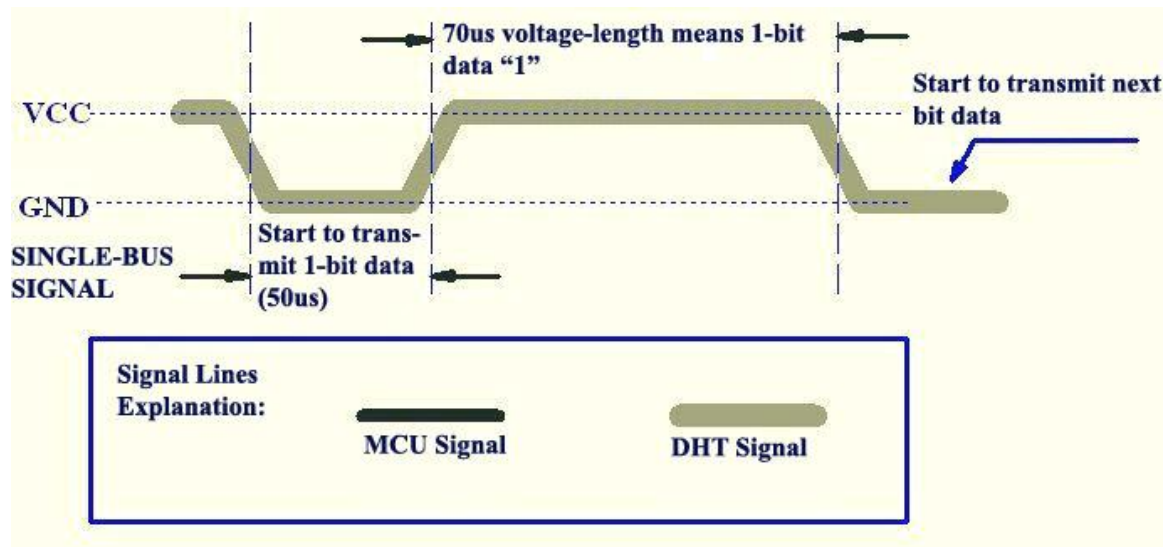 70us voltage-length means 1-bit
data “1”
Start to transmit next
bit data
VCC
GND
SINGLE-BUS
SIGNAL
Start to trans-
mit 1-bit data
(50us)
Signal Lines
Explanation:
MCU Signal
DHT Signal